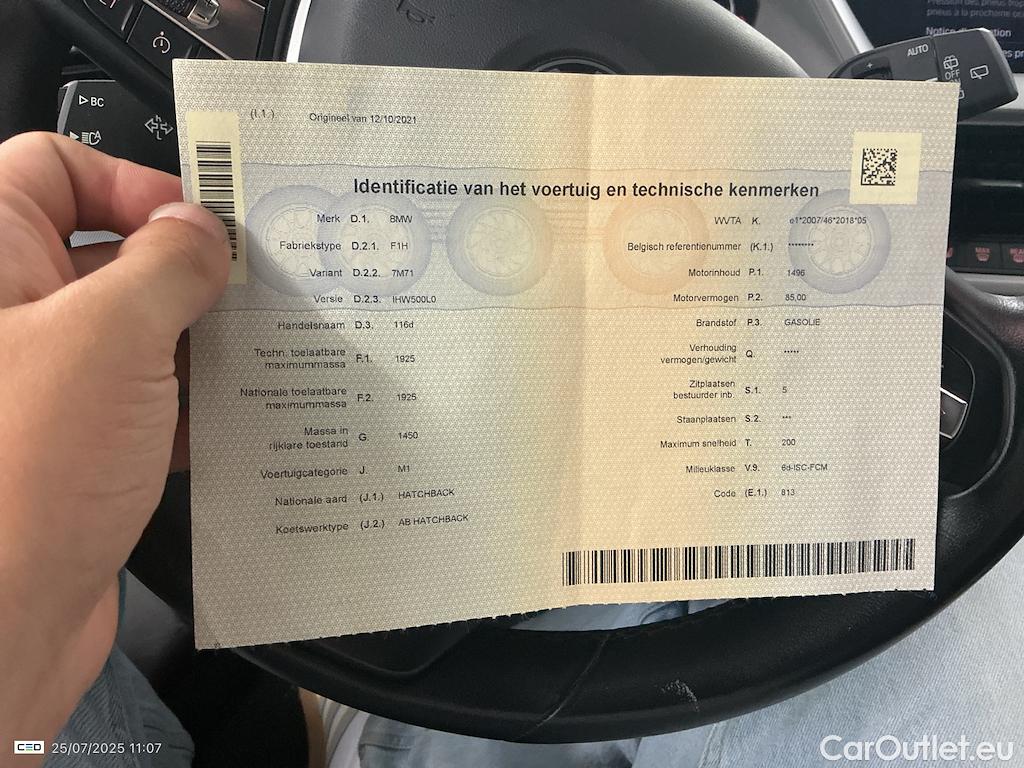 BC
AUTO
OFF
MAX
(I.1.) Origineel van 12/10/2021
Identificatie van het voertuig en technische kenmerken
Merk D.1. BMW
Fabriekstype D.2.1. F1H
Variant D.2.2. 7M71
Versie D.2.3. IHW500L0
Handelsnaam D.3. 116d
Techn. toelaatbare
maximummassa F.1. 1925
Nationale toelaatbare
maximummassa F.2. 1925
Massa in
rijklare toestand G. 1450
Voertuigcategorie J. M1
Nationale aard (J.1.) HATCHBACK
Koetswerktype (J.2.) AB HATCHBACK
WVTA K. e1*2007/46*2018*05
Belgisch referentienummer (K.1.) ********
Motorinhoud P.1. 1496
Motorvermogen P.2. 85,00
Brandstof P.3. GASOLIE
Verhouding
vermogen/gewicht Q. *****
Zitplaatsen
bestuurder inb. S.1. 5
Staanplaatsen S.2. ***
Maximum snelheid T. 200
Milieuklasse V.9. 6d-ISC-FCM
Code (E.1.) 813
25/07/2025 11:07
CarOutlet.eu